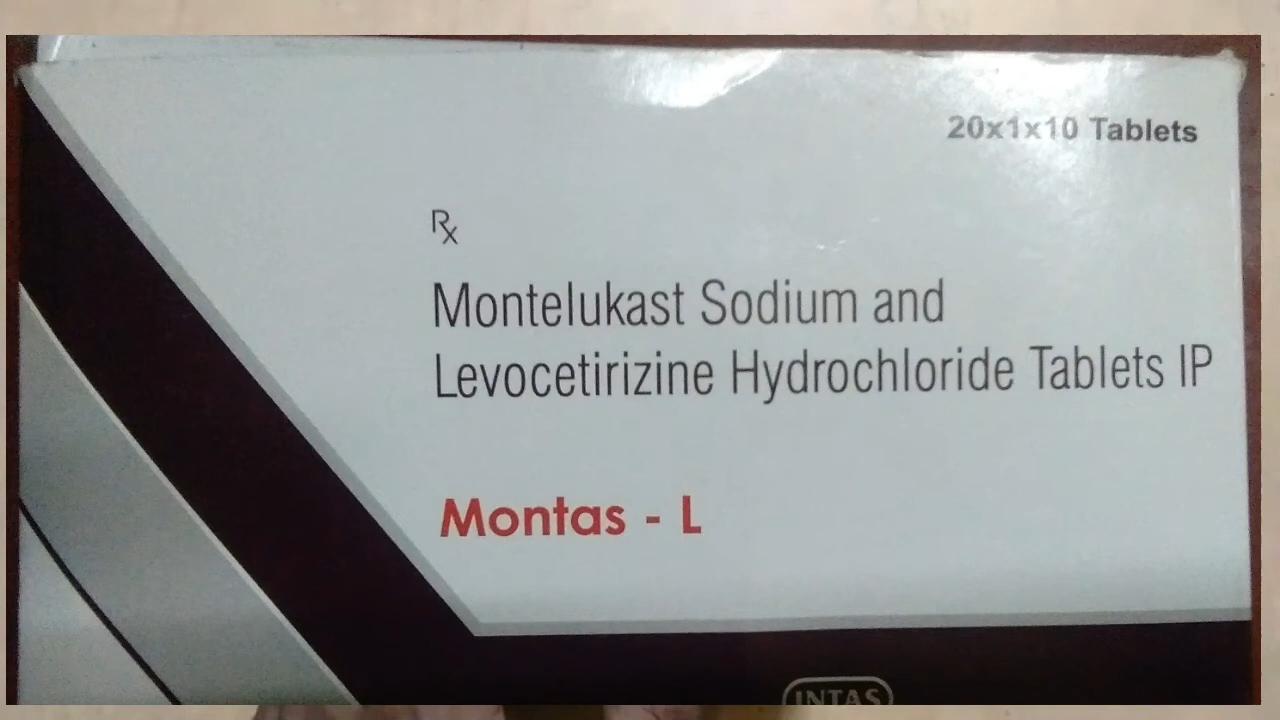 20x1x10 Tablets
Rx
Montelukast Sodium and
Levocetirizine Hydrochloride Tablets IP
Montas - L
INTAS